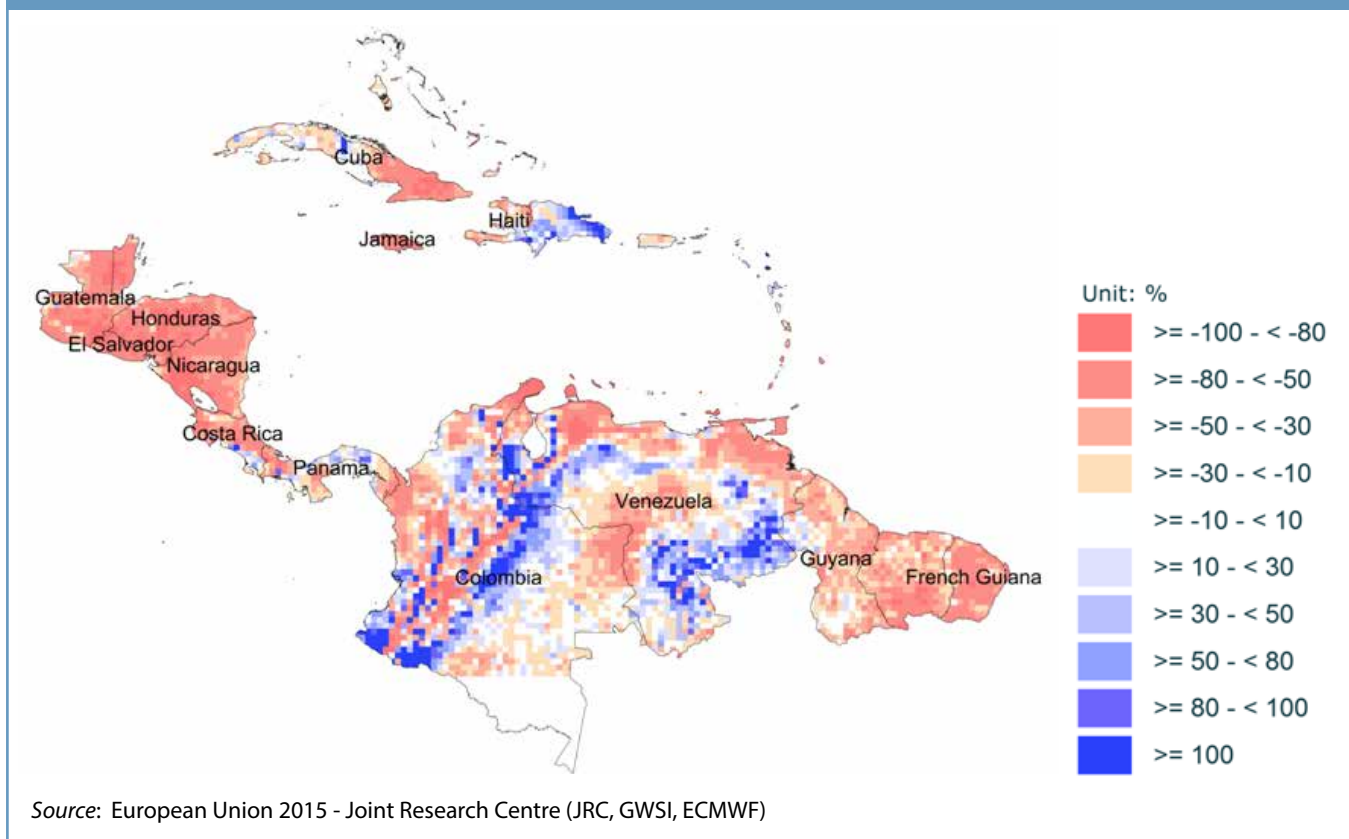 Cuba
Haiti
Jamaica
Guatemala
Honduras
El Salvador
Nicaragua
Costa Rica
Panama
Venezuela
Colombia
Guyana
French Guiana
Unit: %
>= -100 - < -80
>= -80 - < -50
>= -50 - < -30
>= -30 - < -10
>= -10 - < 10
>= 10 - < 30
>= 30 - < 50
>= 50 - < 80
>= 80 - < 100
>= 100
Source: European Union 2015 - Joint Research Centre (JRC, GWSI, ECMWF)